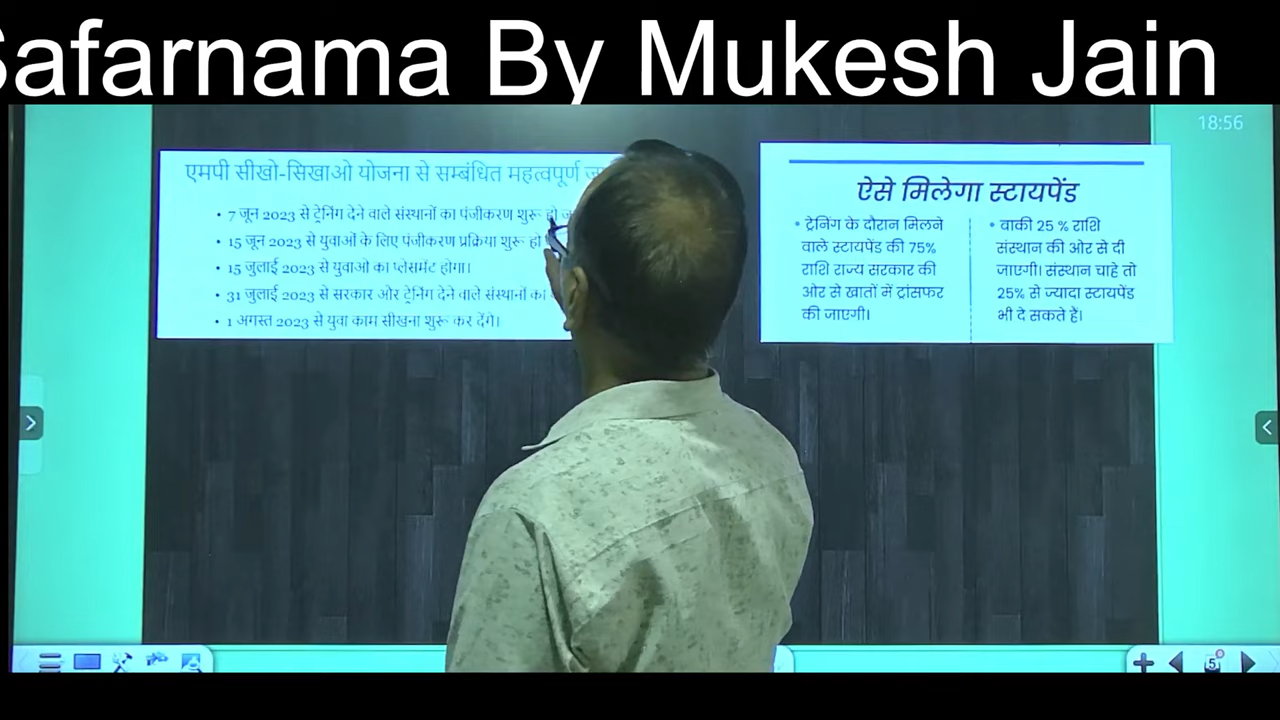 Safarnama By Mukesh Jain
18:56
एमपी सीखो-सिखाओ योजना से सम्बंधित महत्वपूर्ण
• 7 जून 2023 से ट्रेनिंग देने वाले संस्थानों का पंजीकरण शुरू हो
• 15 जून 2023 से युवाओं के लिए पंजीकरण प्रक्रिया शुरू हो
• 15 जुलाई 2023 से युवाओ का प्लेसमेंट होगा।
• 31 जुलाई 2023 से सरकार और ट्रेनिंग देने वाले संस्थानों का
• 1 अगस्त 2023 से युवा काम सीखना शुरू कर देंगे।
ऐसे मिलेगा स्टायपेंड
• ट्रेनिंग के दौरान मिलने
वाले स्टायपेंड की 75%
राशि राज्य सरकार की
ओर से खातों में ट्रांसफर
की जाएगी।
• वाकी 25 % राशि
संस्थान की ओर से दी
जाएगी। संस्थान चाहे तो
25% से ज्यादा स्टायपेंड
भी दे सकते हैं।
5